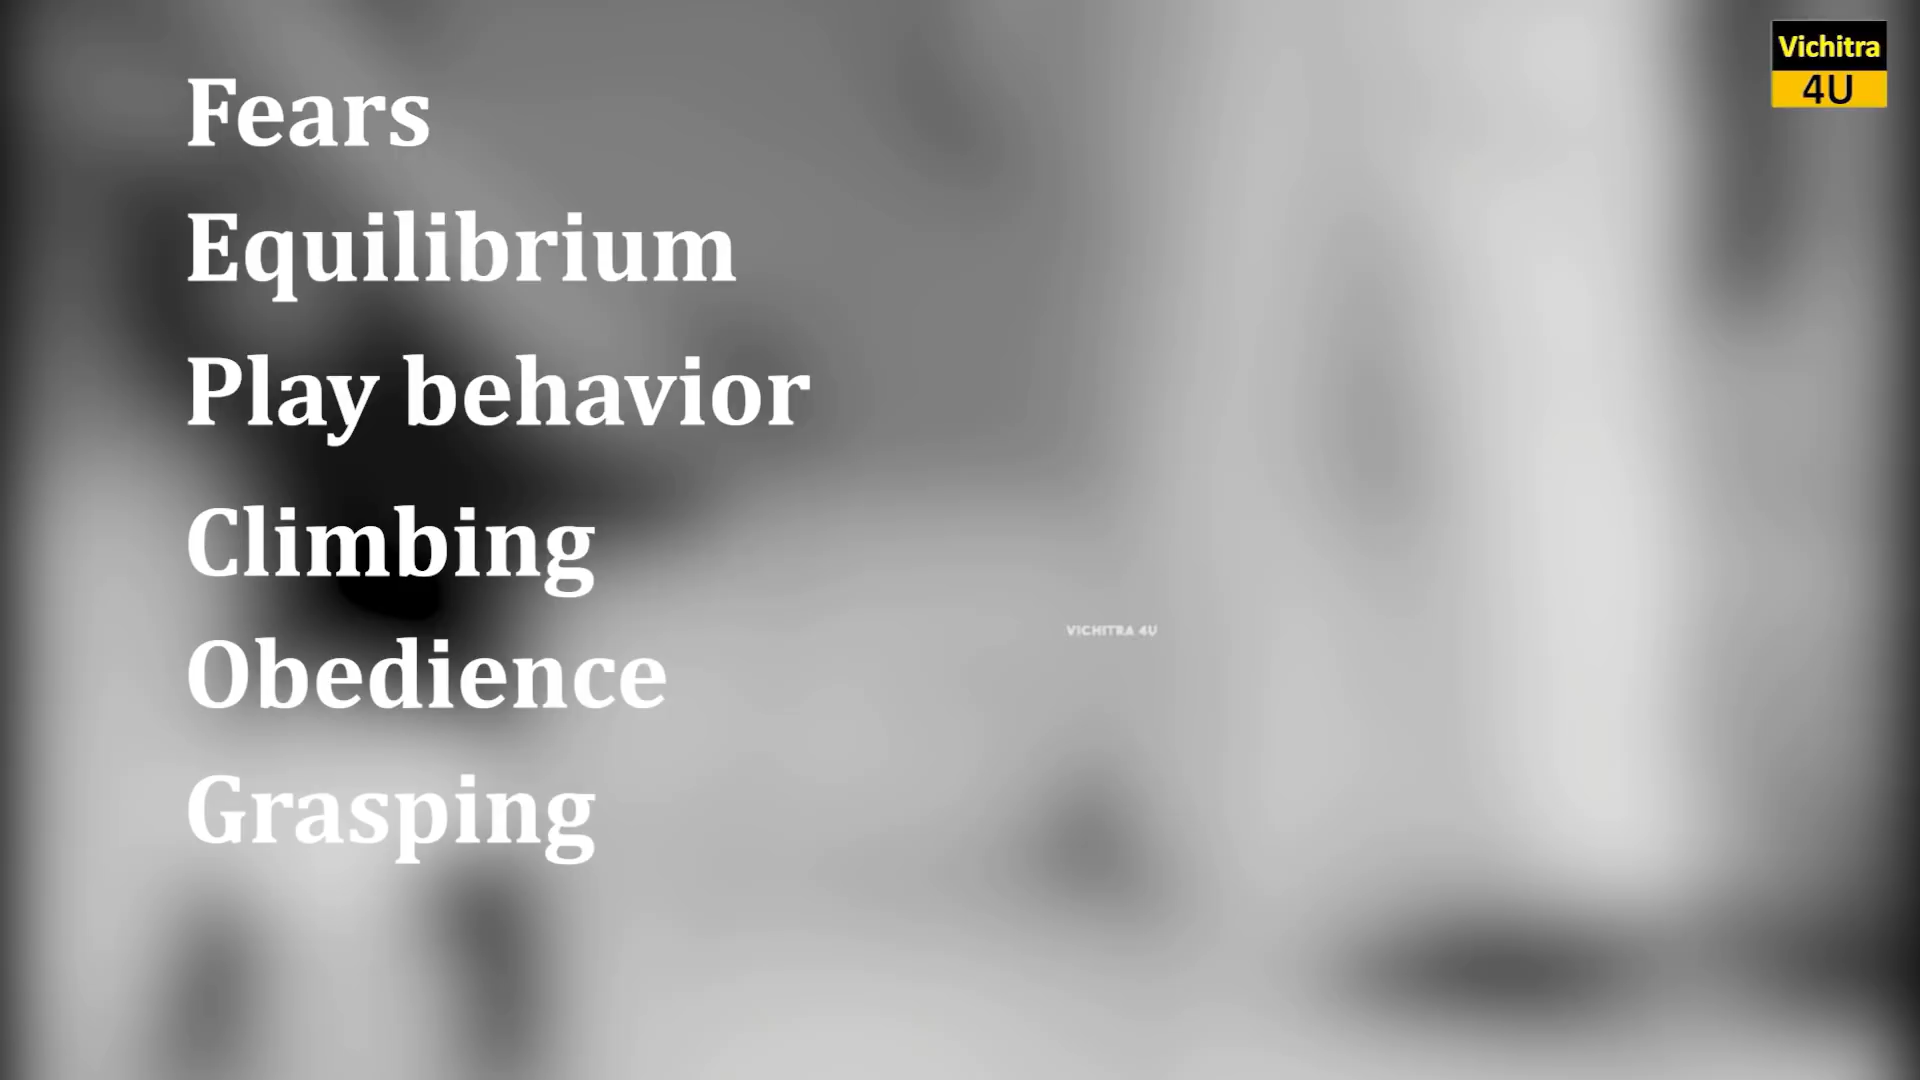 Vichitra
4U
Fears
Equilibrium
Play behavior
Climbing
Obedience
VICHITRA 4U
Grasping